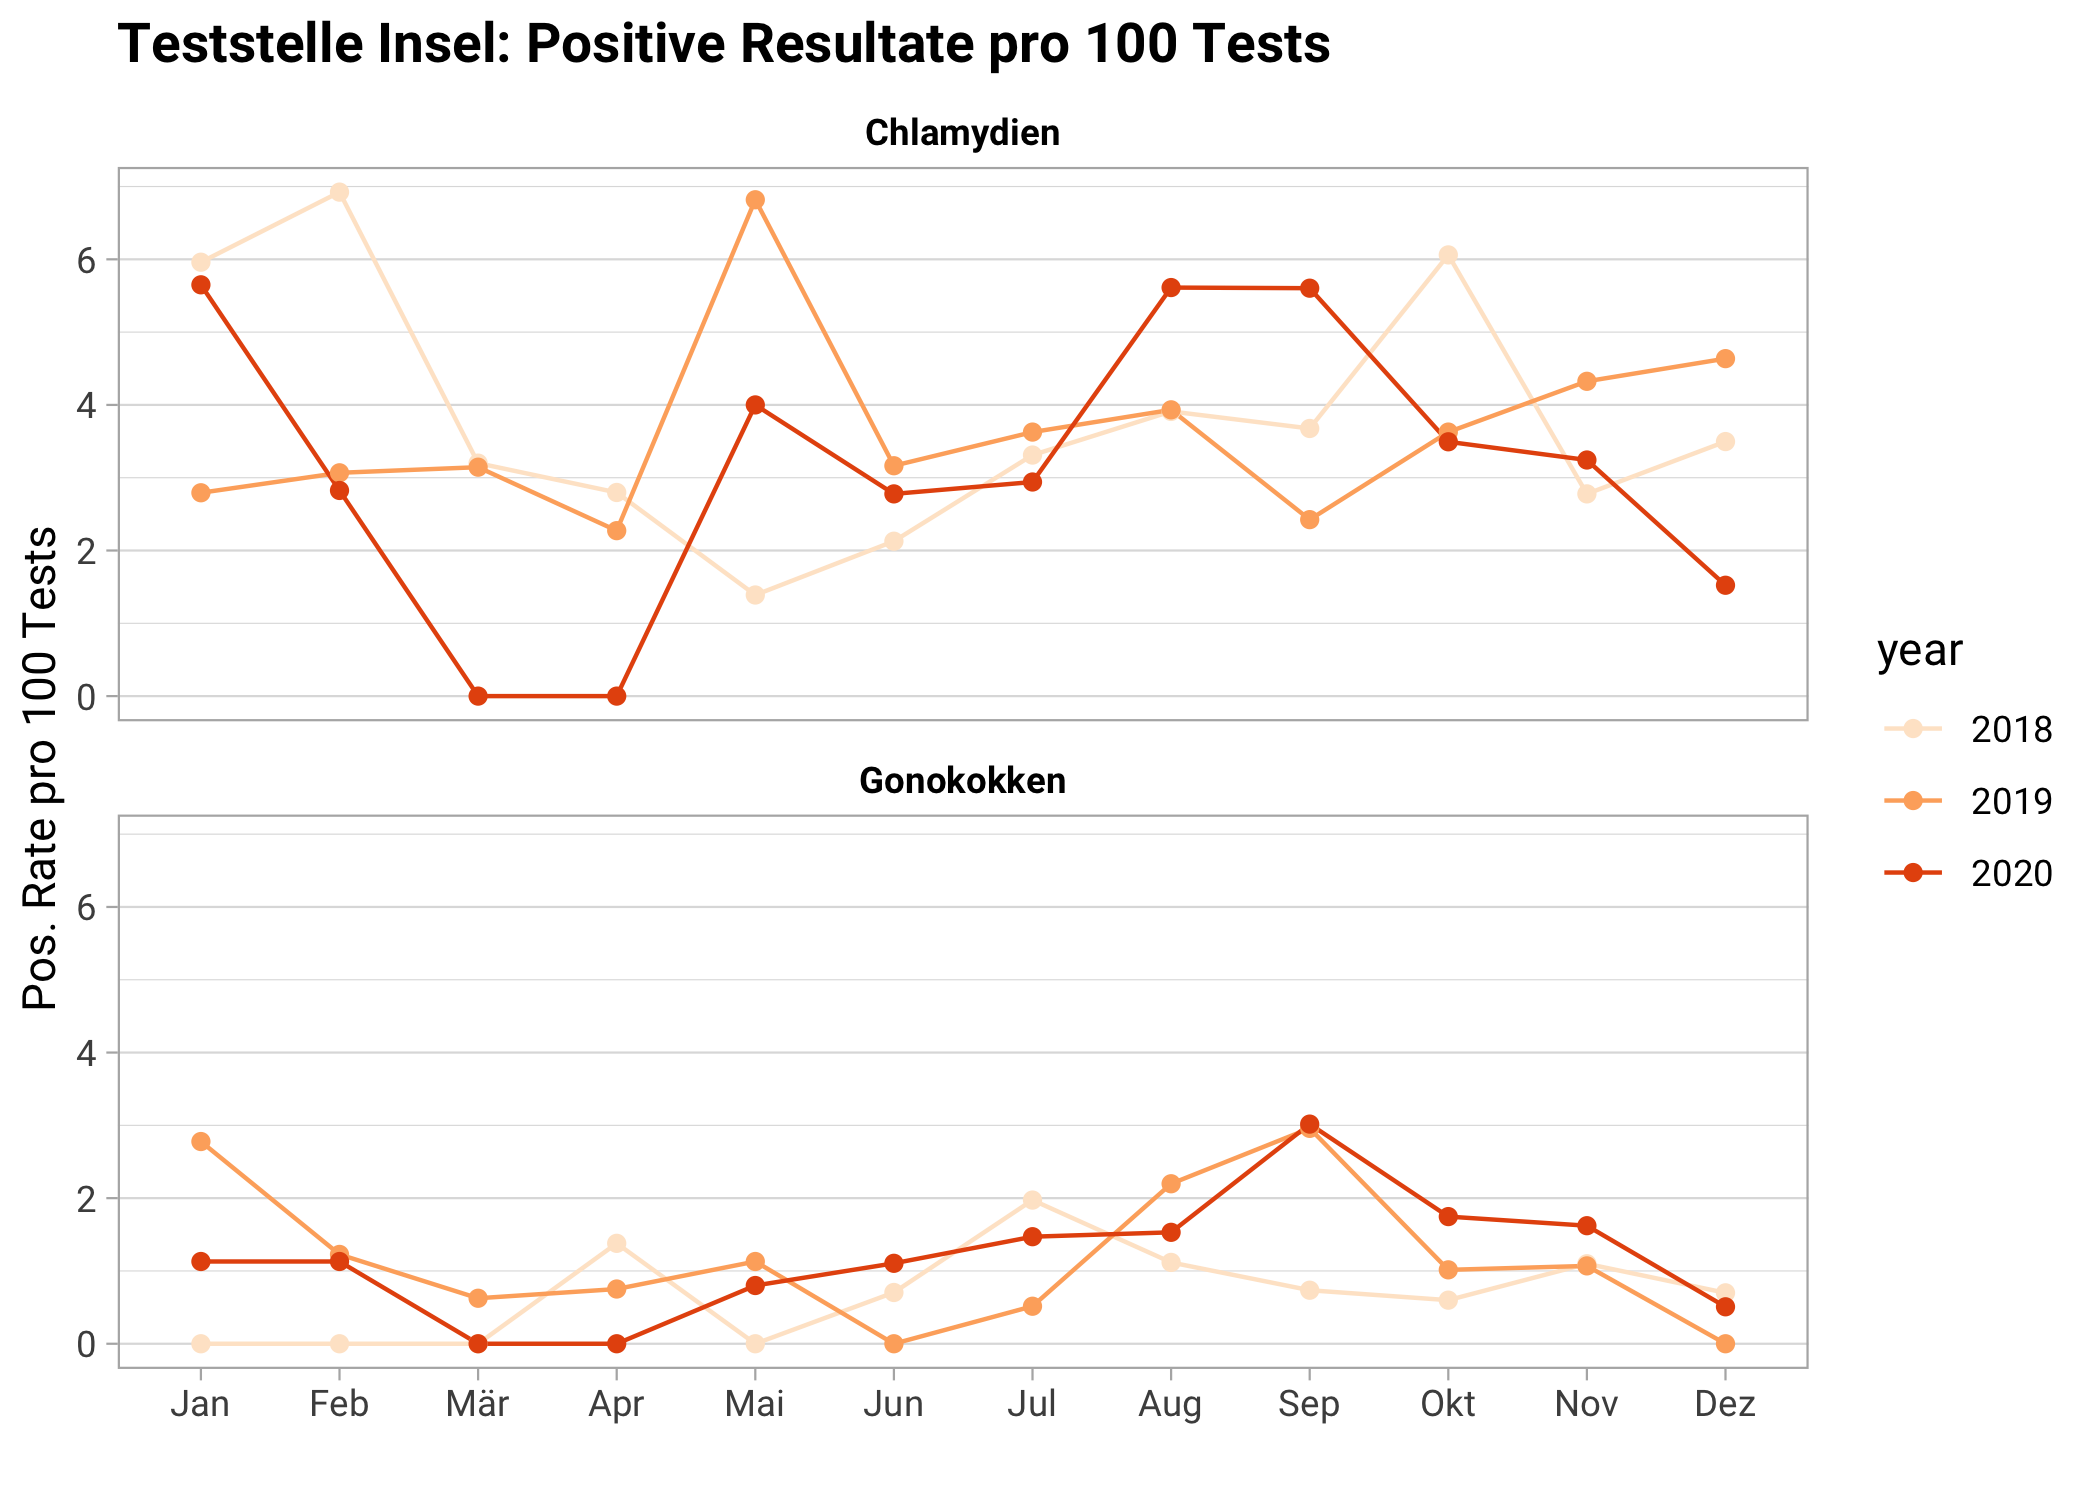 Teststelle Insel: Positive Resultate pro 100 Tests
Chlamydien
6
4
2
0
Pos. Rate pro 100 Tests
Gonokokken
6
4
2
0
Jan Feb Mär Apr Mai Jun Jul Aug Sep Okt Nov Dez
year
2018
2019
2020